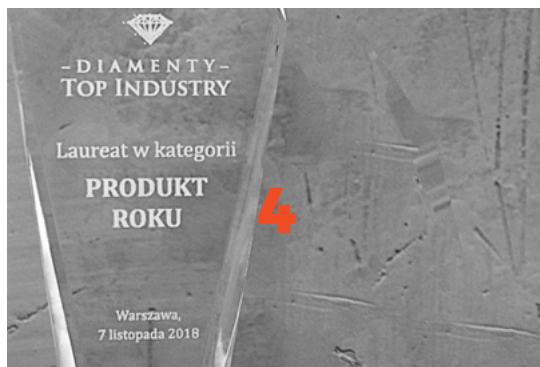 –DIAMENTY–
TOP INDUSTRY
Laureat w kategorii
PRODUKT
ROKU
4
Warszawa,
7 listopada 2018